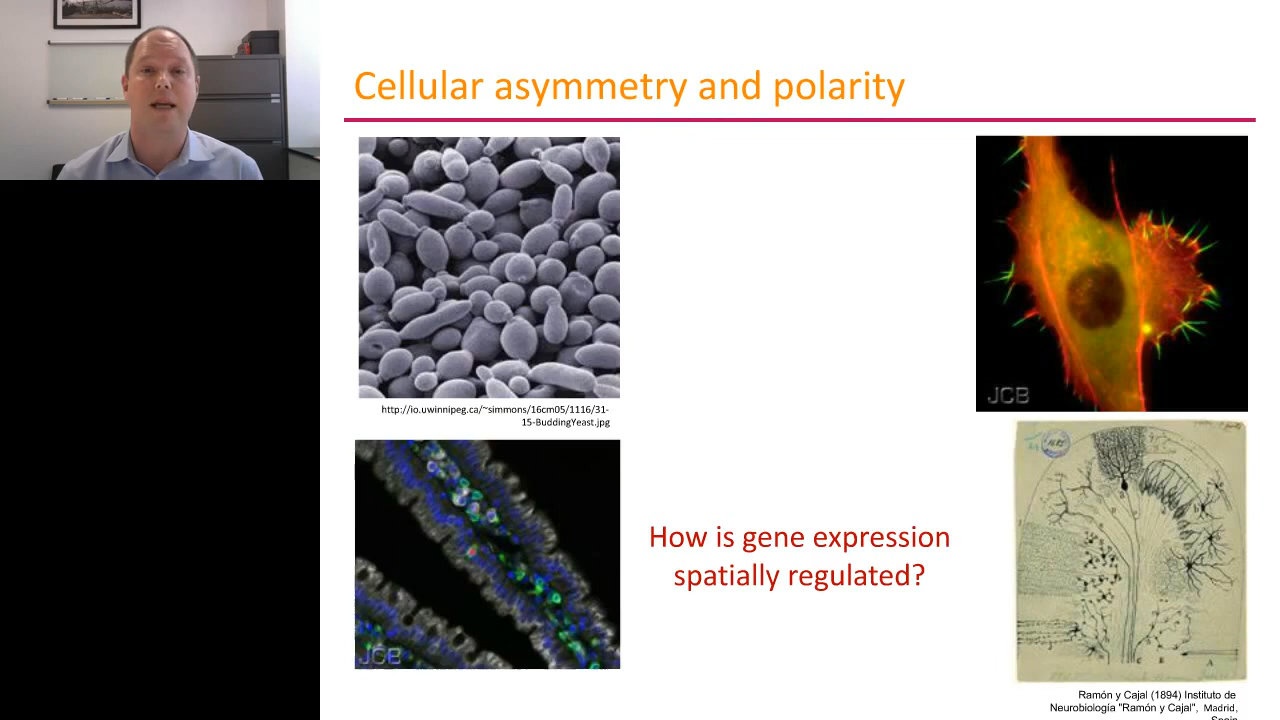 Cellular asymmetry and polarity
http://io.uwinnipeg.ca/~simmons/16cm05/1116/31-
15-BuddingYeast.jpg
JCB
JCB
How is gene expression
spatially regulated?
Ramón y Cajal (1894) Instituto de
Neurobiología "Ramón y Cajal", Madrid,
Spain